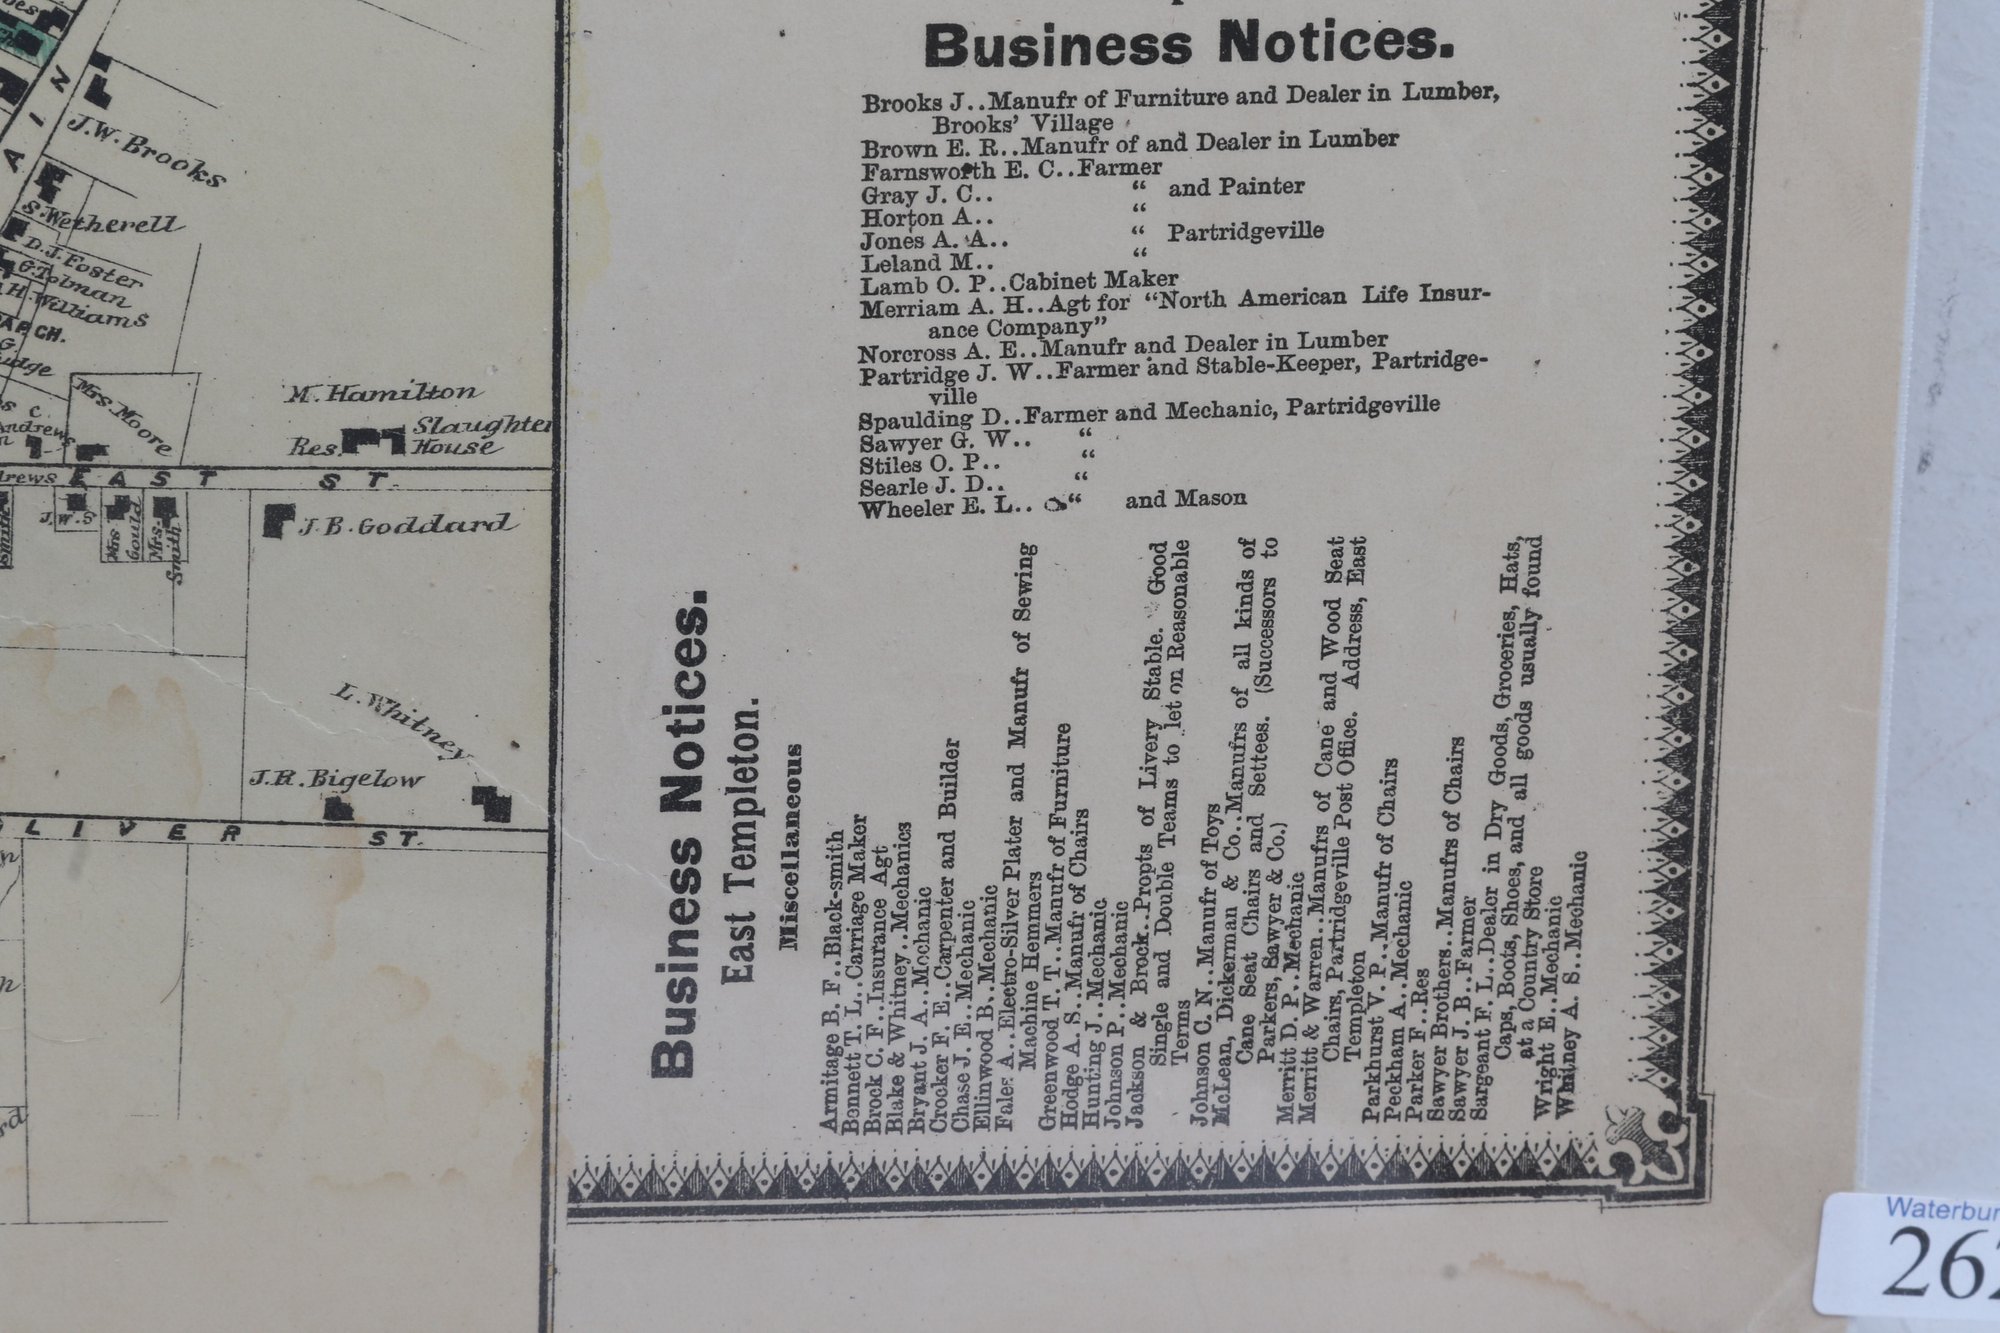 Business Notices.
Brooks J..Manufr of Furniture and Dealer in Lumber,
Brooks' Village
Brown E. R..Manufr of and Dealer in Lumber
Farnsworth E. C..Farmer
Gray J. C.. “ and Painter
Horton A.. “
Jones A. A.. “ Partridgeville
Leland M.. “
Lamb O. P..Cabinet Maker
Merriam A. H..Agt for “North American Life Insur-
ance Company”
Norcross A. E..Manufr and Dealer in Lumber
Partridge J. W..Farmer and Stable-Keeper, Partridge-
ville
Spaulding D..Farmer and Mechanic, Partridgeville
Sawyer G. W.. “
Stiles O. P.. “
Searle J. D.. “
Wheeler E. L.. “ and Mason
Business Notices.
East Templeton.
Miscellaneous
Armitage B. F..Black-smith
Bennett T. L..Carriage Maker
Brock C. F..Insurance Agt
Blake & Whitney..Mechanics
Bryant J. A..Mechanic
Crocker F. E..Carpenter and Builder
Chase J. E..Mechanic
Ellinwood B..Mechanic
Fales A..Electro-Silver Plater and Manufr of Sewing
Machine Hemmers
Greenwood T. T..Manufr of Furniture
Hodge A. S..Manufr of Chairs
Hunting J..Mechanic
Johnson P..Mechanic
Jackson & Brock..Propts of Livery Stable. Good
Single and Double Teams to let on Reasonable
Terms
Johnson C. N..Manufr of Toys
McLean, Dickerman & Co..Manufrs of all kinds of
Cane Seat Chairs and Settees. (Successors to
Parkers, Sawyer & Co.)
Merritt D. P..Mechanic
Merritt & Warren..Manufrs of Cane and Wood Seat
Chairs, Partridgeville Post Office. Address, East
Templeton
Parkhurst V. P..Manufr of Chairs
Peckham A..Mechanic
Parker F..Res
Sawyer Brothers..Manufrs of Chairs
Sawyer J. B..Farmer
Sargeant F. L..Dealer in Dry Goods, Groceries, Hats,
Caps, Boots, Shoes, and all goods usually found
at a Country Store
Wright E..Mechanic
Whitney A. S..Mechanic
AIN
J.W. Brooks
S. Wetherell
D.J. Foster
G. Tolman
H. Williams
CH.
Mrs. Moore
M. Hamilton
Res. Slaughter
House
Andrews
EAST ST.
J.W.S
Mrs Gould
Mrs. Smith
Smith
J.B. Goddard
L. Whitney
J.R. Bigelow
LIVER ST.
Waterbur
262